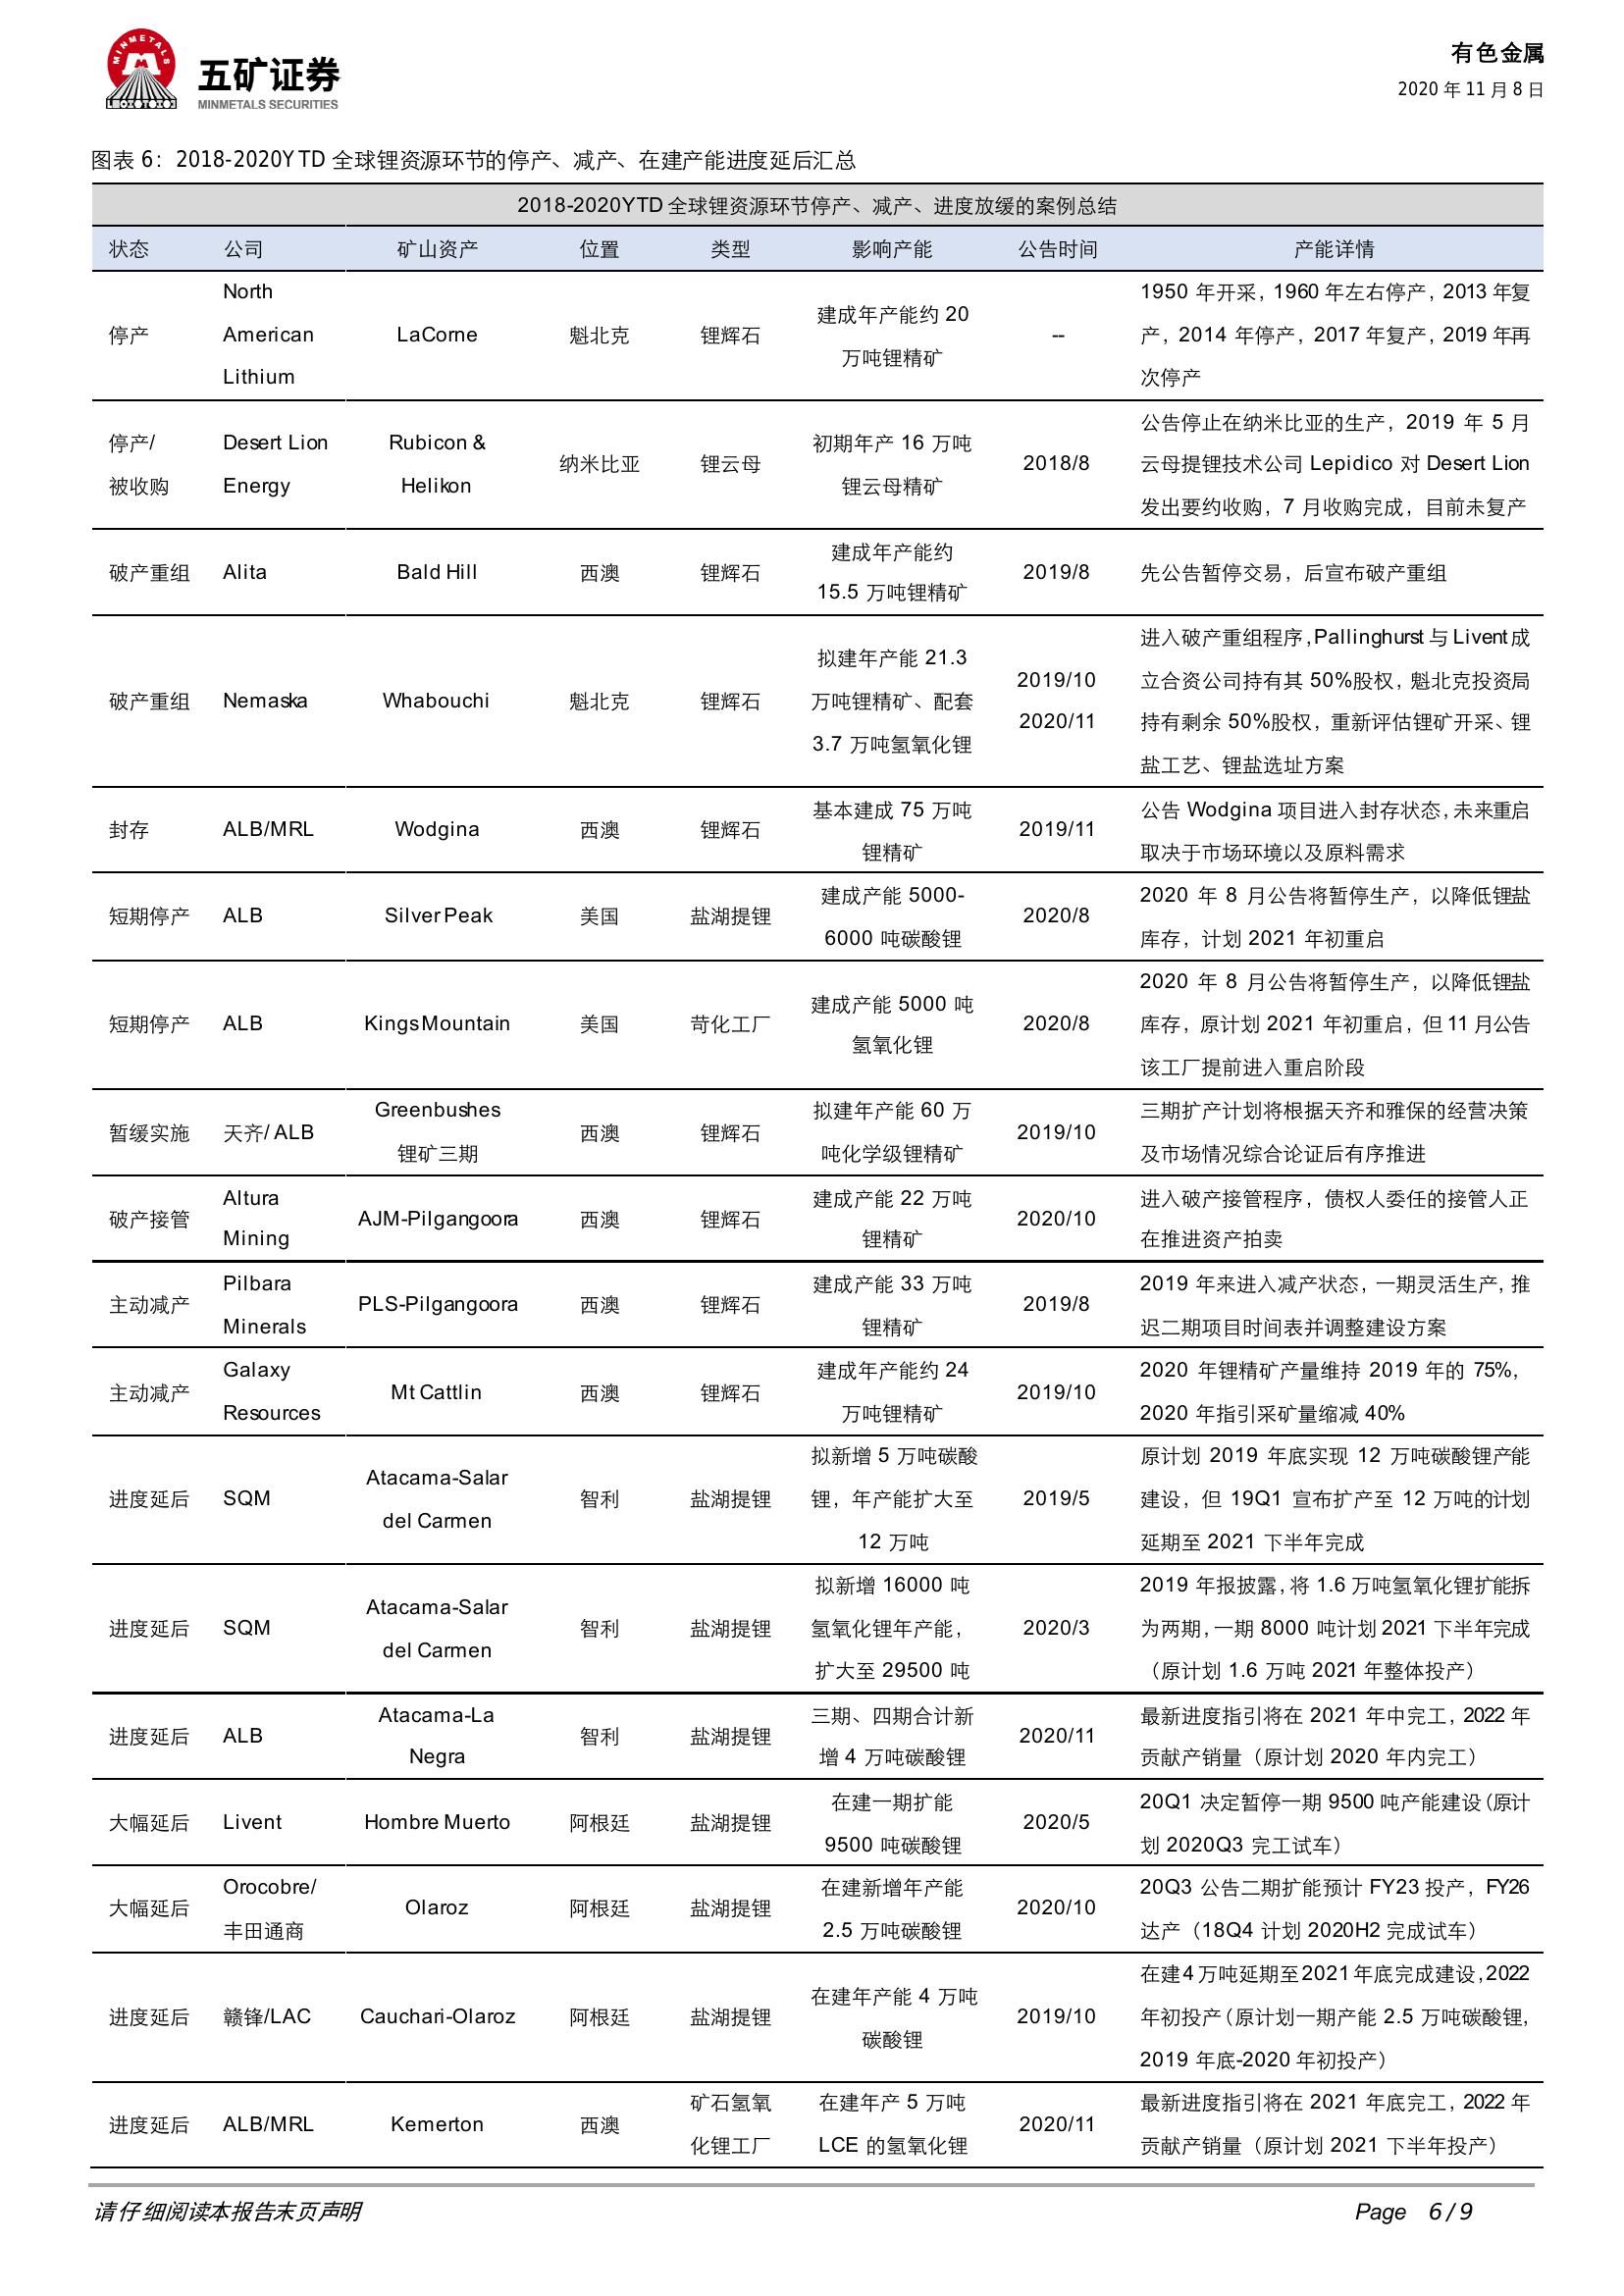 MINMETALS
五矿证券
MINMETALS SECURITIES
有色金属
2020 年 11 月 8 日
图表 6：2018-2020YTD 全球锂资源环节的停产、减产、在建产能进度延后汇总
2018-2020YTD 全球锂资源环节停产、减产、进度放缓的案例总结
状态 公司 矿山资产 位置 类型 影响产能 公告时间 产能详情
停产
North
American
Lithium
LaCorne
魁北克
锂辉石
建成年产能约 20
万吨锂精矿
--
1950 年开采，1960 年左右停产，2013 年复
产，2014 年停产，2017 年复产，2019 年再
次停产
停产/
被收购
Desert Lion
Energy
Rubicon &
Helikon
纳米比亚
锂云母
初期年产 16 万吨
锂云母精矿
2018/8
公告停止在纳米比亚的生产，2019 年 5 月
云母提锂技术公司 Lepidico 对 Desert Lion
发出要约收购，7 月收购完成，目前未复产
破产重组
Alita
Bald Hill
西澳
锂辉石
建成年产能约
15.5 万吨锂精矿
2019/8
先公告暂停交易，后宣布破产重组
破产重组
Nemaska
Whabouchi
魁北克
锂辉石
拟建年产能 21.3
万吨锂精矿、配套
3.7 万吨氢氧化锂
2019/10
2020/11
进入破产重组程序，Pallinghurst 与 Livent 成
立合资公司持有其 50%股权，魁北克投资局
持有剩余 50%股权，重新评估锂矿开采、锂
盐工艺、锂盐选址方案
封存
ALB/MRL
Wodgina
西澳
锂辉石
基本建成 75 万吨
锂精矿
2019/11
公告 Wodgina 项目进入封存状态，未来重启
取决于市场环境以及原料需求
短期停产
ALB
Silver Peak
美国
盐湖提锂
建成产能 5000-
6000 吨碳酸锂
2020/8
2020 年 8 月公告将暂停生产，以降低锂盐
库存，计划 2021 年初重启
短期停产
ALB
Kings Mountain
美国
苛化工厂
建成产能 5000 吨
氢氧化锂
2020/8
2020 年 8 月公告将暂停生产，以降低锂盐
库存，原计划 2021 年初重启，但 11 月公告
该工厂提前进入重启阶段
暂缓实施
天齐/ ALB
Greenbushes
锂矿三期
西澳
锂辉石
拟建年产能 60 万
吨化学级锂精矿
2019/10
三期扩产计划将根据天齐和雅保的经营决策
及市场情况综合论证后有序推进
破产接管
Altura
Mining
AJM-Pilgangoora
西澳
锂辉石
建成产能 22 万吨
锂精矿
2020/10
进入破产接管程序，债权人委任的接管人正
在推进资产拍卖
主动减产
Pilbara
Minerals
PLS-Pilgangoora
西澳
锂辉石
建成产能 33 万吨
锂精矿
2019/8
2019 年来进入减产状态，一期灵活生产，推
迟二期项目时间表并调整建设方案
主动减产
Galaxy
Resources
Mt Cattlin
西澳
锂辉石
建成年产能约 24
万吨锂精矿
2019/10
2020 年锂精矿产量维持 2019 年的 75%，
2020 年指引采矿量缩减 40%
进度延后
SQM
Atacama-Salar
del Carmen
智利
盐湖提锂
拟新增 5 万吨碳酸
锂，年产能扩大至
12 万吨
2019/5
原计划 2019 年底实现 12 万吨碳酸锂产能
建设，但 19Q1 宣布扩产至 12 万吨的计划
延期至 2021 下半年完成
进度延后
SQM
Atacama-Salar
del Carmen
智利
盐湖提锂
拟新增 16000 吨
氢氧化锂年产能，
扩大至 29500 吨
2020/3
2019 年报披露，将 1.6 万吨氢氧化锂扩能拆
为两期，一期 8000 吨计划 2021 下半年完成
（原计划 1.6 万吨 2021 年整体投产）
进度延后
ALB
Atacama-La
Negra
智利
盐湖提锂
三期、四期合计新
增 4 万吨碳酸锂
2020/11
最新进度指引将在 2021 年中完工，2022 年
贡献产销量（原计划 2020 年内完工）
大幅延后
Livent
Hombre Muerto
阿根廷
盐湖提锂
在建一期扩能
9500 吨碳酸锂
2020/5
20Q1 决定暂停一期 9500 吨产能建设（原计
划 2020Q3 完工试车）
大幅延后
Orocobre/
丰田通商
Olaroz
阿根廷
盐湖提锂
在建新增年产能
2.5 万吨碳酸锂
2020/10
20Q3 公告二期扩能预计 FY23 投产，FY26
达产（18Q4 计划 2020H2 完成试车）
进度延后
赣锋/LAC
Cauchari-Olaroz
阿根廷
盐湖提锂
在建年产能 4 万吨
碳酸锂
2019/10
在建 4 万吨延期至 2021 年底完成建设，2022
年初投产（原计划一期产能 2.5 万吨碳酸锂，
2019 年底-2020 年初投产）
进度延后
ALB/MRL
Kemerton
西澳
矿石氢氧
化锂工厂
在建年产 5 万吨
LCE 的氢氧化锂
2020/11
最新进度指引将在 2021 年底完工，2022 年
贡献产销量（原计划 2021 下半年投产）
请仔细阅读本报告末页声明
Page 6 / 9